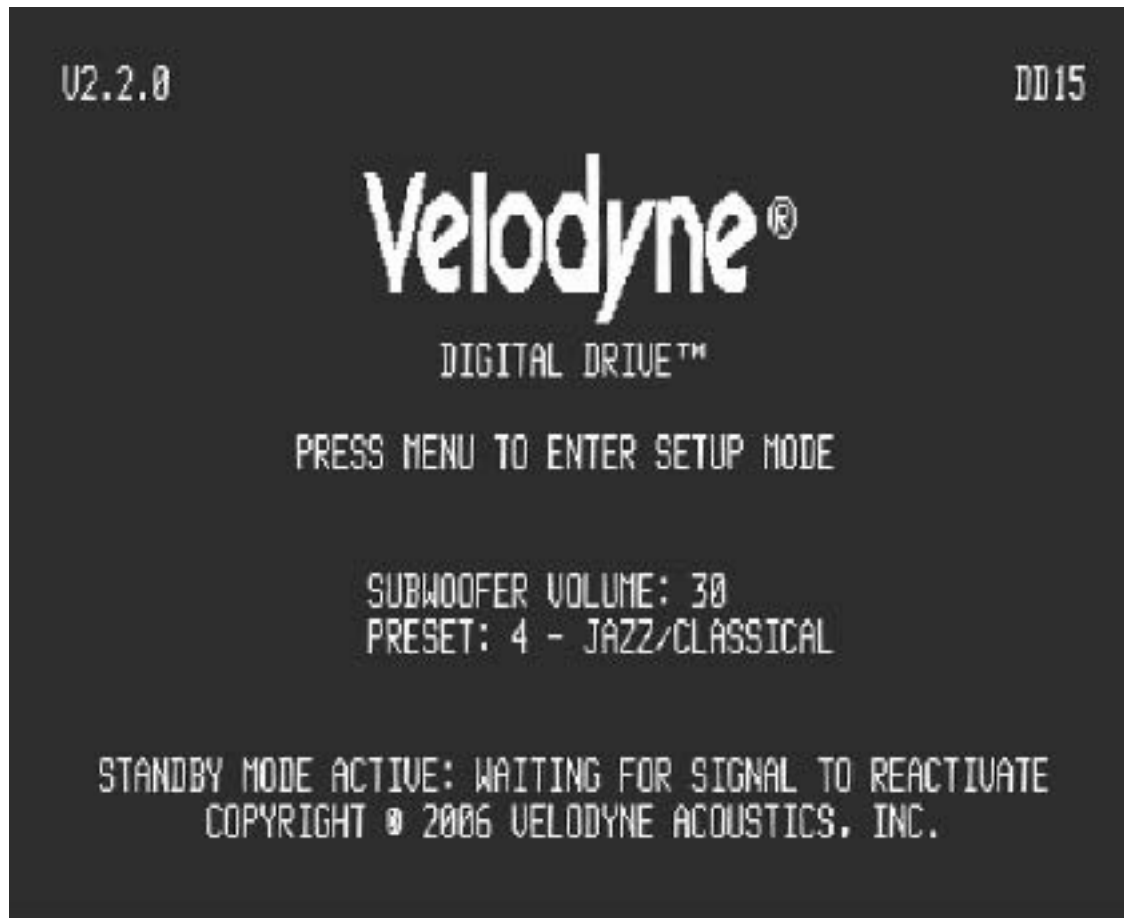 V2.2.0 DD15
Velodyne®
DIGITAL DRIVE™
PRESS MENU TO ENTER SETUP MODE
SUBWOOFER VOLUME: 30
PRESET: 4 - JAZZ/CLASSICAL
STANDBY MODE ACTIVE: WAITING FOR SIGNAL TO REACTIVATE
COPYRIGHT © 2006 VELODYNE ACOUSTICS, INC.